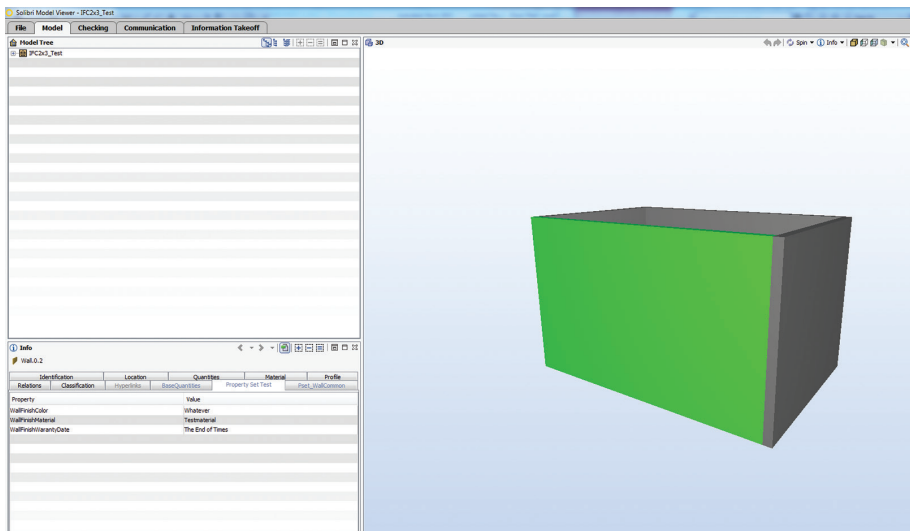 Solibri Model Viewer - IFC2x3_Test
File Model Checking Communication Information Takeoff
Model Tree
IFC2x3_Test
3D
Spin Info
Info
Wall.0.2
Identification Location Quantities Material Profile
Relations Classification Hyperlinks BaseQuantities Property Set Test Pset_WallCommon
Property Value
WallFinishColor Whatever
WallFinishMaterial Testmaterial
WallFinishWarantyDate The End of Times